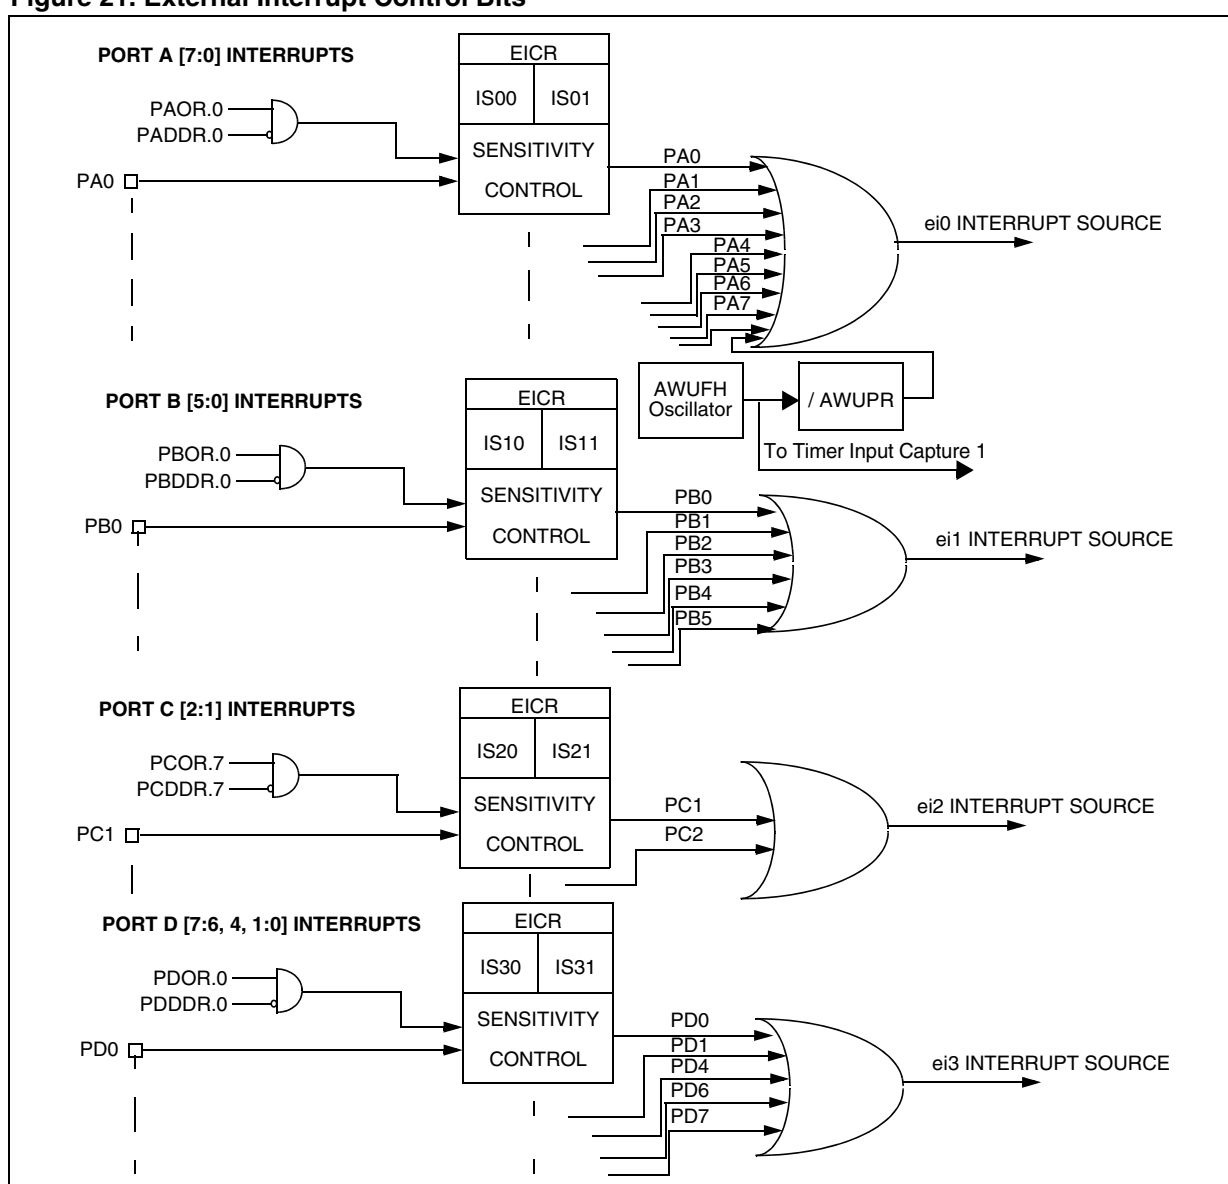 Figure 21. External Interrupt Control Bits
PORT A [7:0] INTERRUPTS
EICR
IS00 IS01
PAOR.0
PADDR.0
SENSITIVITY
CONTROL
PA0
PA0
PA1
PA2
PA3
PA4
PA5
PA6
PA7
ei0 INTERRUPT SOURCE
AWUFH
Oscillator
/ AWUPR
To Timer Input Capture 1
PORT B [5:0] INTERRUPTS
EICR
IS10 IS11
PBOR.0
PBDDR.0
SENSITIVITY
CONTROL
PB0
PB0
PB1
PB2
PB3
PB4
PB5
ei1 INTERRUPT SOURCE
PORT C [2:1] INTERRUPTS
EICR
IS20 IS21
PCOR.7
PCDDR.7
SENSITIVITY
CONTROL
PC1
PC1
PC2
ei2 INTERRUPT SOURCE
PORT D [7:6, 4, 1:0] INTERRUPTS
EICR
IS30 IS31
PDOR.0
PDDDR.0
SENSITIVITY
CONTROL
PD0
PD0
PD1
PD4
PD6
PD7
ei3 INTERRUPT SOURCE